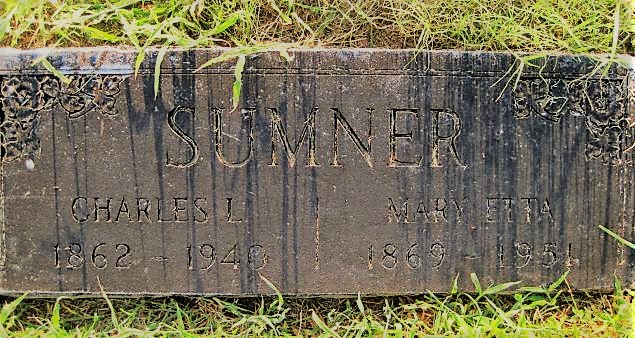 SUMNER
CHARLES L MARY ETTA
1862 - 1940 1869 - 1951